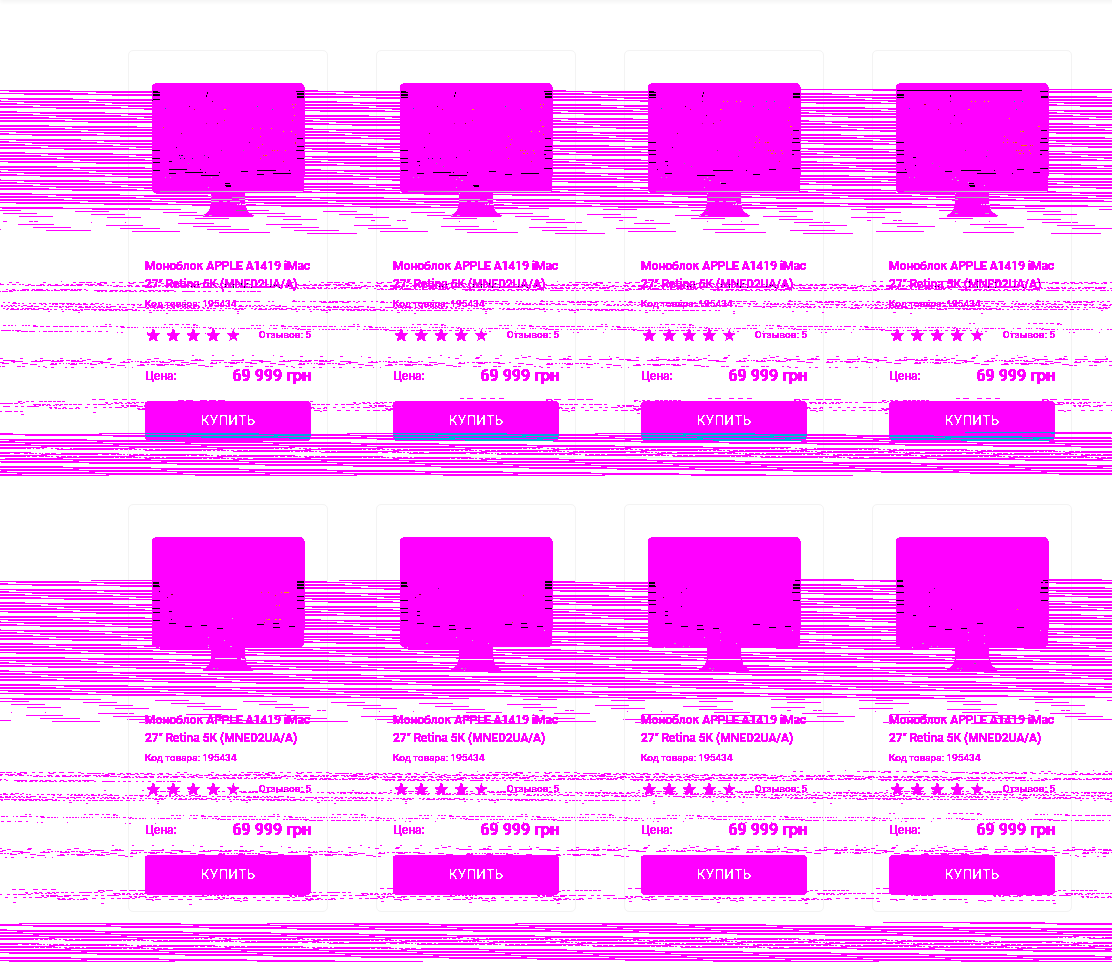 Моноблок APPLE A1419 iMac
27" Retina 5K (MNED2UA/A)
Код товара: 195434
Отзывов: 5
Цена: 69 999 грн
КУПИТЬ
Моноблок APPLE A1419 iMac
27" Retina 5K (MNED2UA/A)
Код товара: 195434
Отзывов: 5
Цена: 69 999 грн
КУПИТЬ
Моноблок APPLE A1419 iMac
27" Retina 5K (MNED2UA/A)
Код товара: 195434
Отзывов: 5
Цена: 69 999 грн
КУПИТЬ
Моноблок APPLE A1419 iMac
27" Retina 5K (MNED2UA/A)
Код товара: 195434
Отзывов: 5
Цена: 69 999 грн
КУПИТЬ
Моноблок APPLE A1419 iMac
27" Retina 5K (MNED2UA/A)
Код товара: 195434
Отзывов: 5
Цена: 69 999 грн
КУПИТЬ
Моноблок APPLE A1419 iMac
27" Retina 5K (MNED2UA/A)
Код товара: 195434
Отзывов: 5
Цена: 69 999 грн
КУПИТЬ
Моноблок APPLE A1419 iMac
27" Retina 5K (MNED2UA/A)
Код товара: 195434
Отзывов: 5
Цена: 69 999 грн
КУПИТЬ
Моноблок APPLE A1419 iMac
27" Retina 5K (MNED2UA/A)
Код товара: 195434
Отзывов: 5
Цена: 69 999 грн
КУПИТЬ